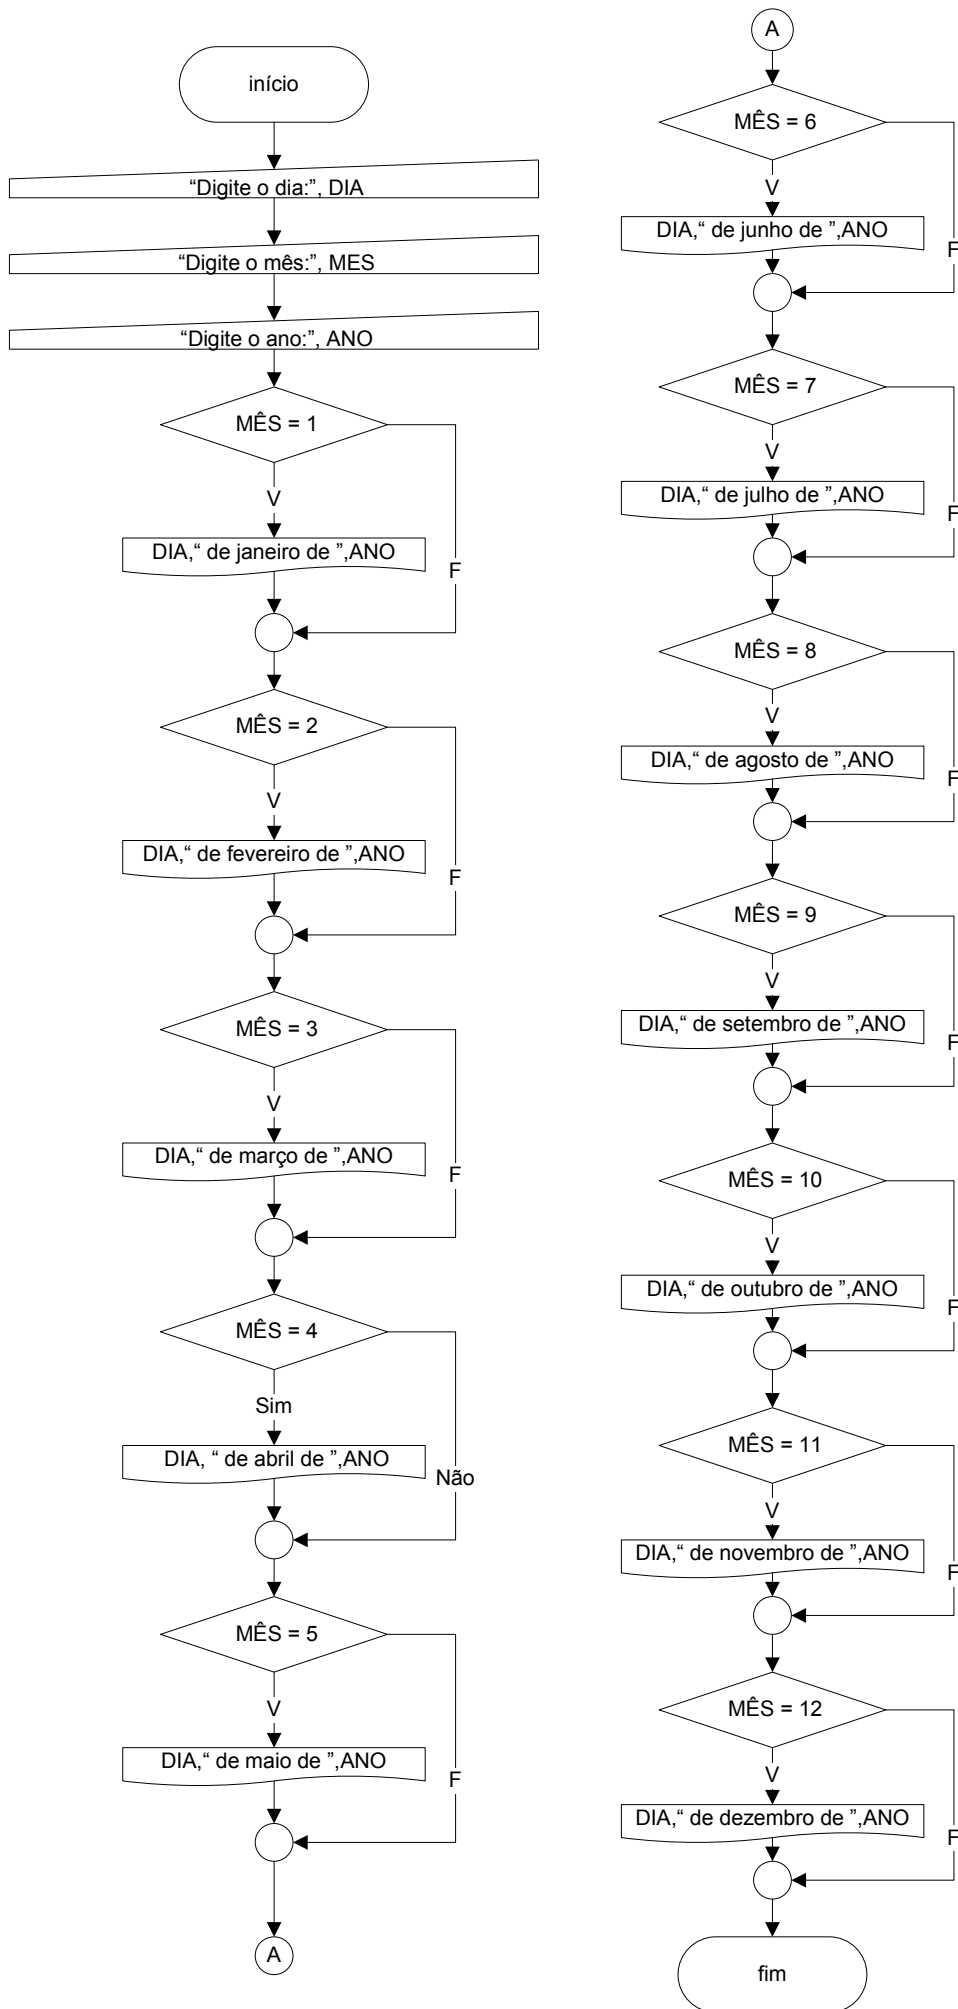 início
“Digite o dia:”, DIA
“Digite o mês:”, MES
“Digite o ano:”, ANO
MÊS = 1
V
DIA,“ de janeiro de ”,ANO
F
MÊS = 2
V
DIA,“ de fevereiro de ”,ANO
F
MÊS = 3
V
DIA,“ de março de ”,ANO
F
MÊS = 4
Sim
DIA, “ de abril de ”,ANO
Não
MÊS = 5
V
DIA,“ de maio de ”,ANO
F
A
A
MÊS = 6
V
DIA,“ de junho de ”,ANO
F
MÊS = 7
V
DIA,“ de julho de ”,ANO
F
MÊS = 8
V
DIA,“ de agosto de ”,ANO
F
MÊS = 9
V
DIA,“ de setembro de ”,ANO
F
MÊS = 10
V
DIA,“ de outubro de ”,ANO
F
MÊS = 11
V
DIA,“ de novembro de ”,ANO
F
MÊS = 12
V
DIA,“ de dezembro de ”,ANO
F
fim